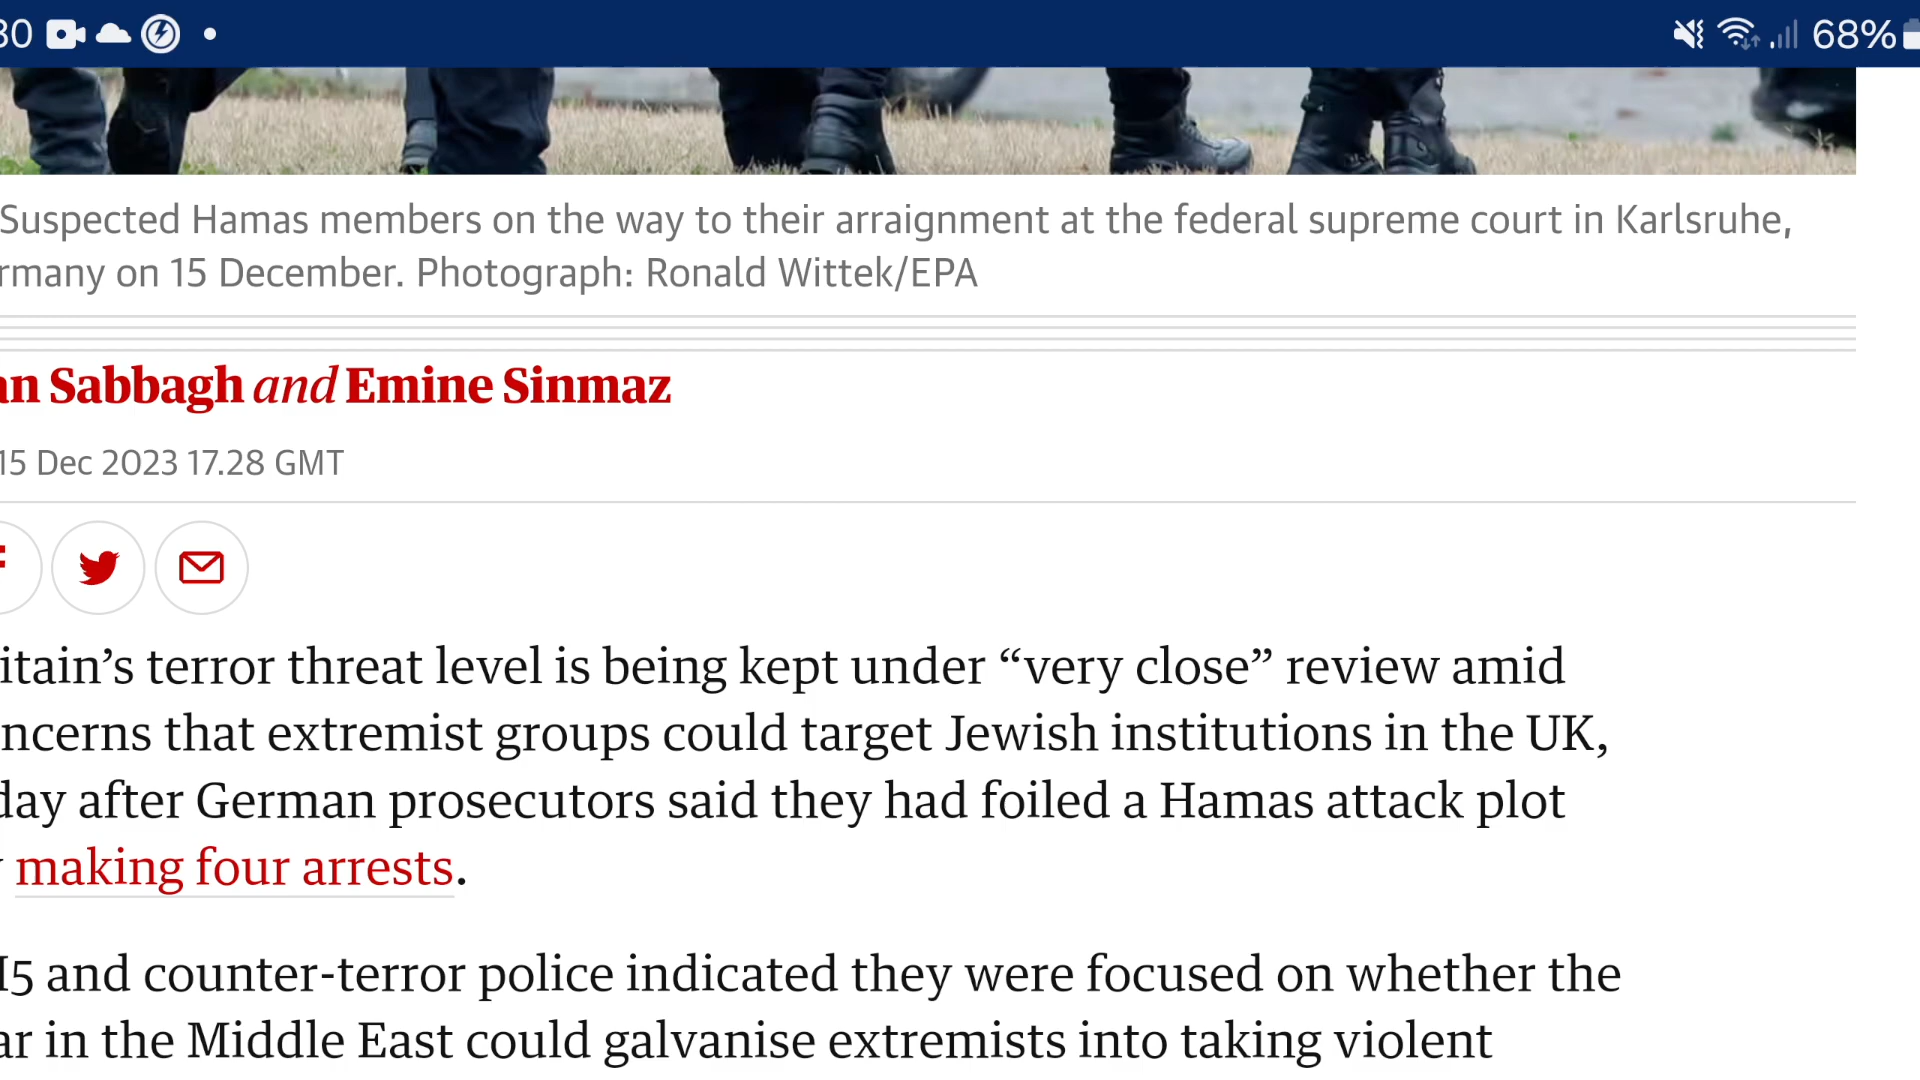 68%
Suspected Hamas members on the way to their arraignment at the federal supreme court in Karlsruhe,
rmany on 15 December. Photograph: Ronald Wittek/EPA
an Sabbagh and Emine Sinmaz
15 Dec 2023 17.28 GMT
itain’s terror threat level is being kept under “very close” review amid
ncerns that extremist groups could target Jewish institutions in the UK,
day after German prosecutors said they had foiled a Hamas attack plot
making four arrests.
I5 and counter-terror police indicated they were focused on whether the
ar in the Middle East could galvanise extremists into taking violent